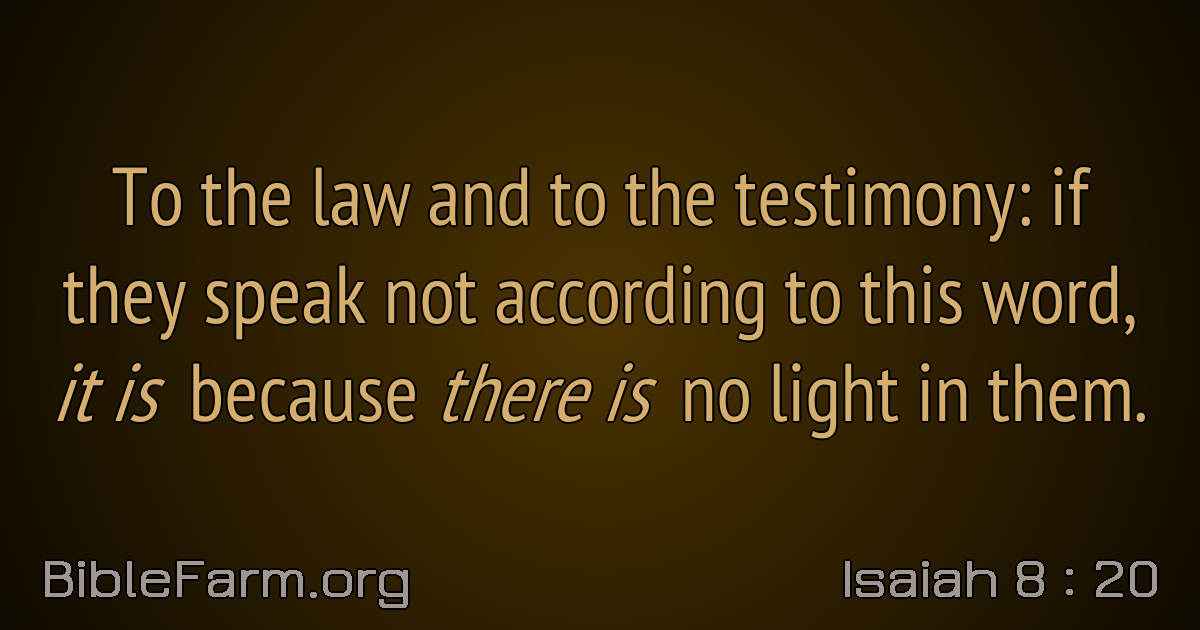 To the law and to the testimony: if
they speak not according to this word,
it is because there is no light in them.
BibleFarm.org
Isaiah 8 : 20